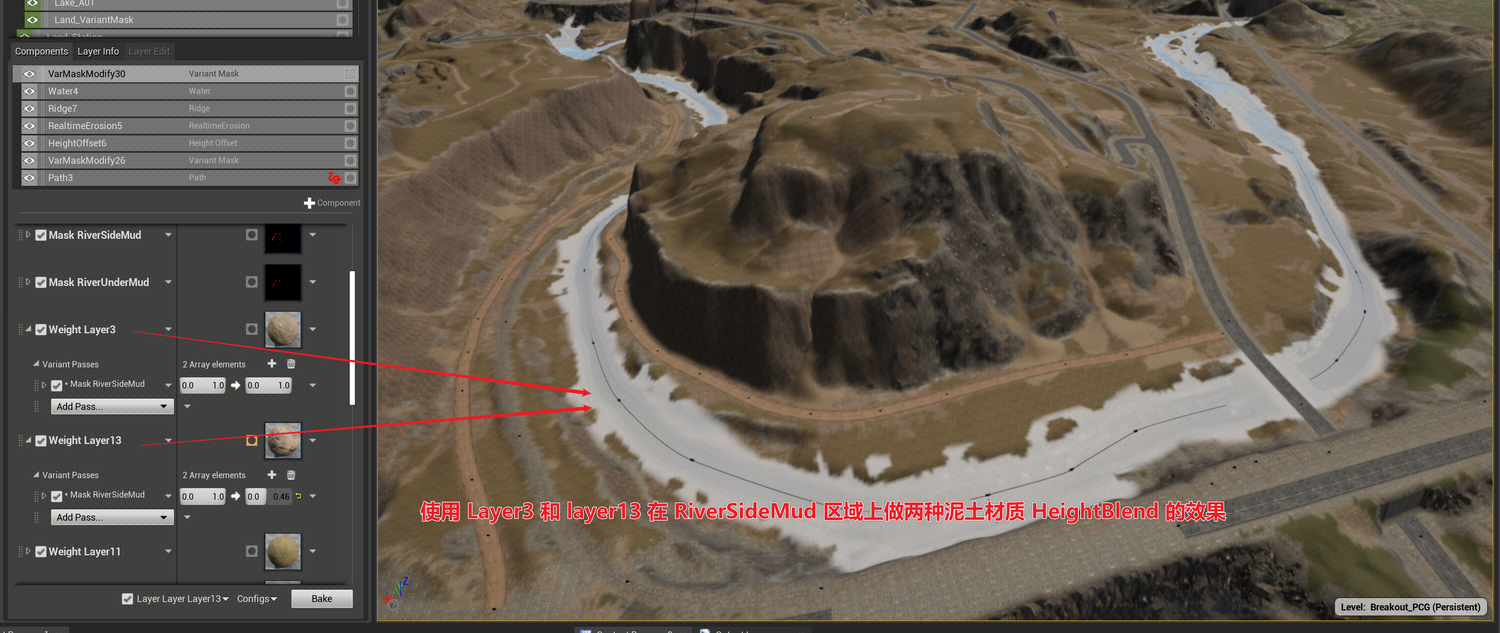 Lake_A01
Land_VariantMask
Land_Station
Components Layer Info Layer Edit
VarMaskModify30 Variant Mask
Water4 Water
Ridge7 Ridge
RealtimeErosion5 RealtimeErosion
HeightOffset6 Height Offset
VarMaskModify26 Variant Mask
Path3 Path
Component
Mask RiverSideMud
Mask RiverUnderMud
Weight Layer3
Variant Passes 2 Array elements
Mask RiverSideMud 0.0 1.0 0.0 1.0
Add Pass...
Weight Layer13
Variant Passes 2 Array elements
Mask RiverSideMud 0.0 1.0 0.0 0.46
Add Pass...
使用 Layer3 和 layer13 在 RiverSideMud 区域上做两种泥土材质 HeightBlend 的效果
Weight Layer11
Z
Layer Layer Layer13 Configs Bake
Level: Breakout_PCG (Persistent)